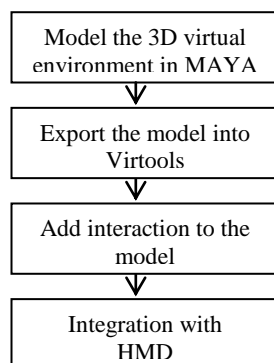 Model the 3D virtual
environment in MAYA
Export the model into
Virtools
Add interaction to the
model
Integration with
HMD